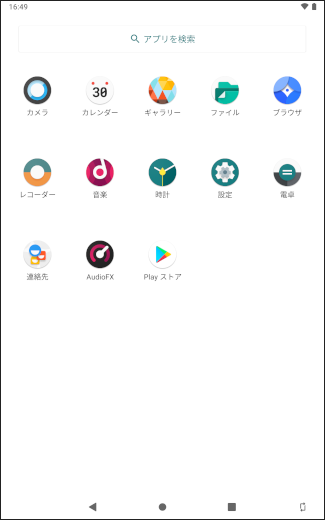 16:49
アプリを検索
カメラ
カレンダー
ギャラリー
ファイル
ブラウザ
30
レコーダー
音楽
時計
設定
電卓
連絡先
AudioFX
Play ストア